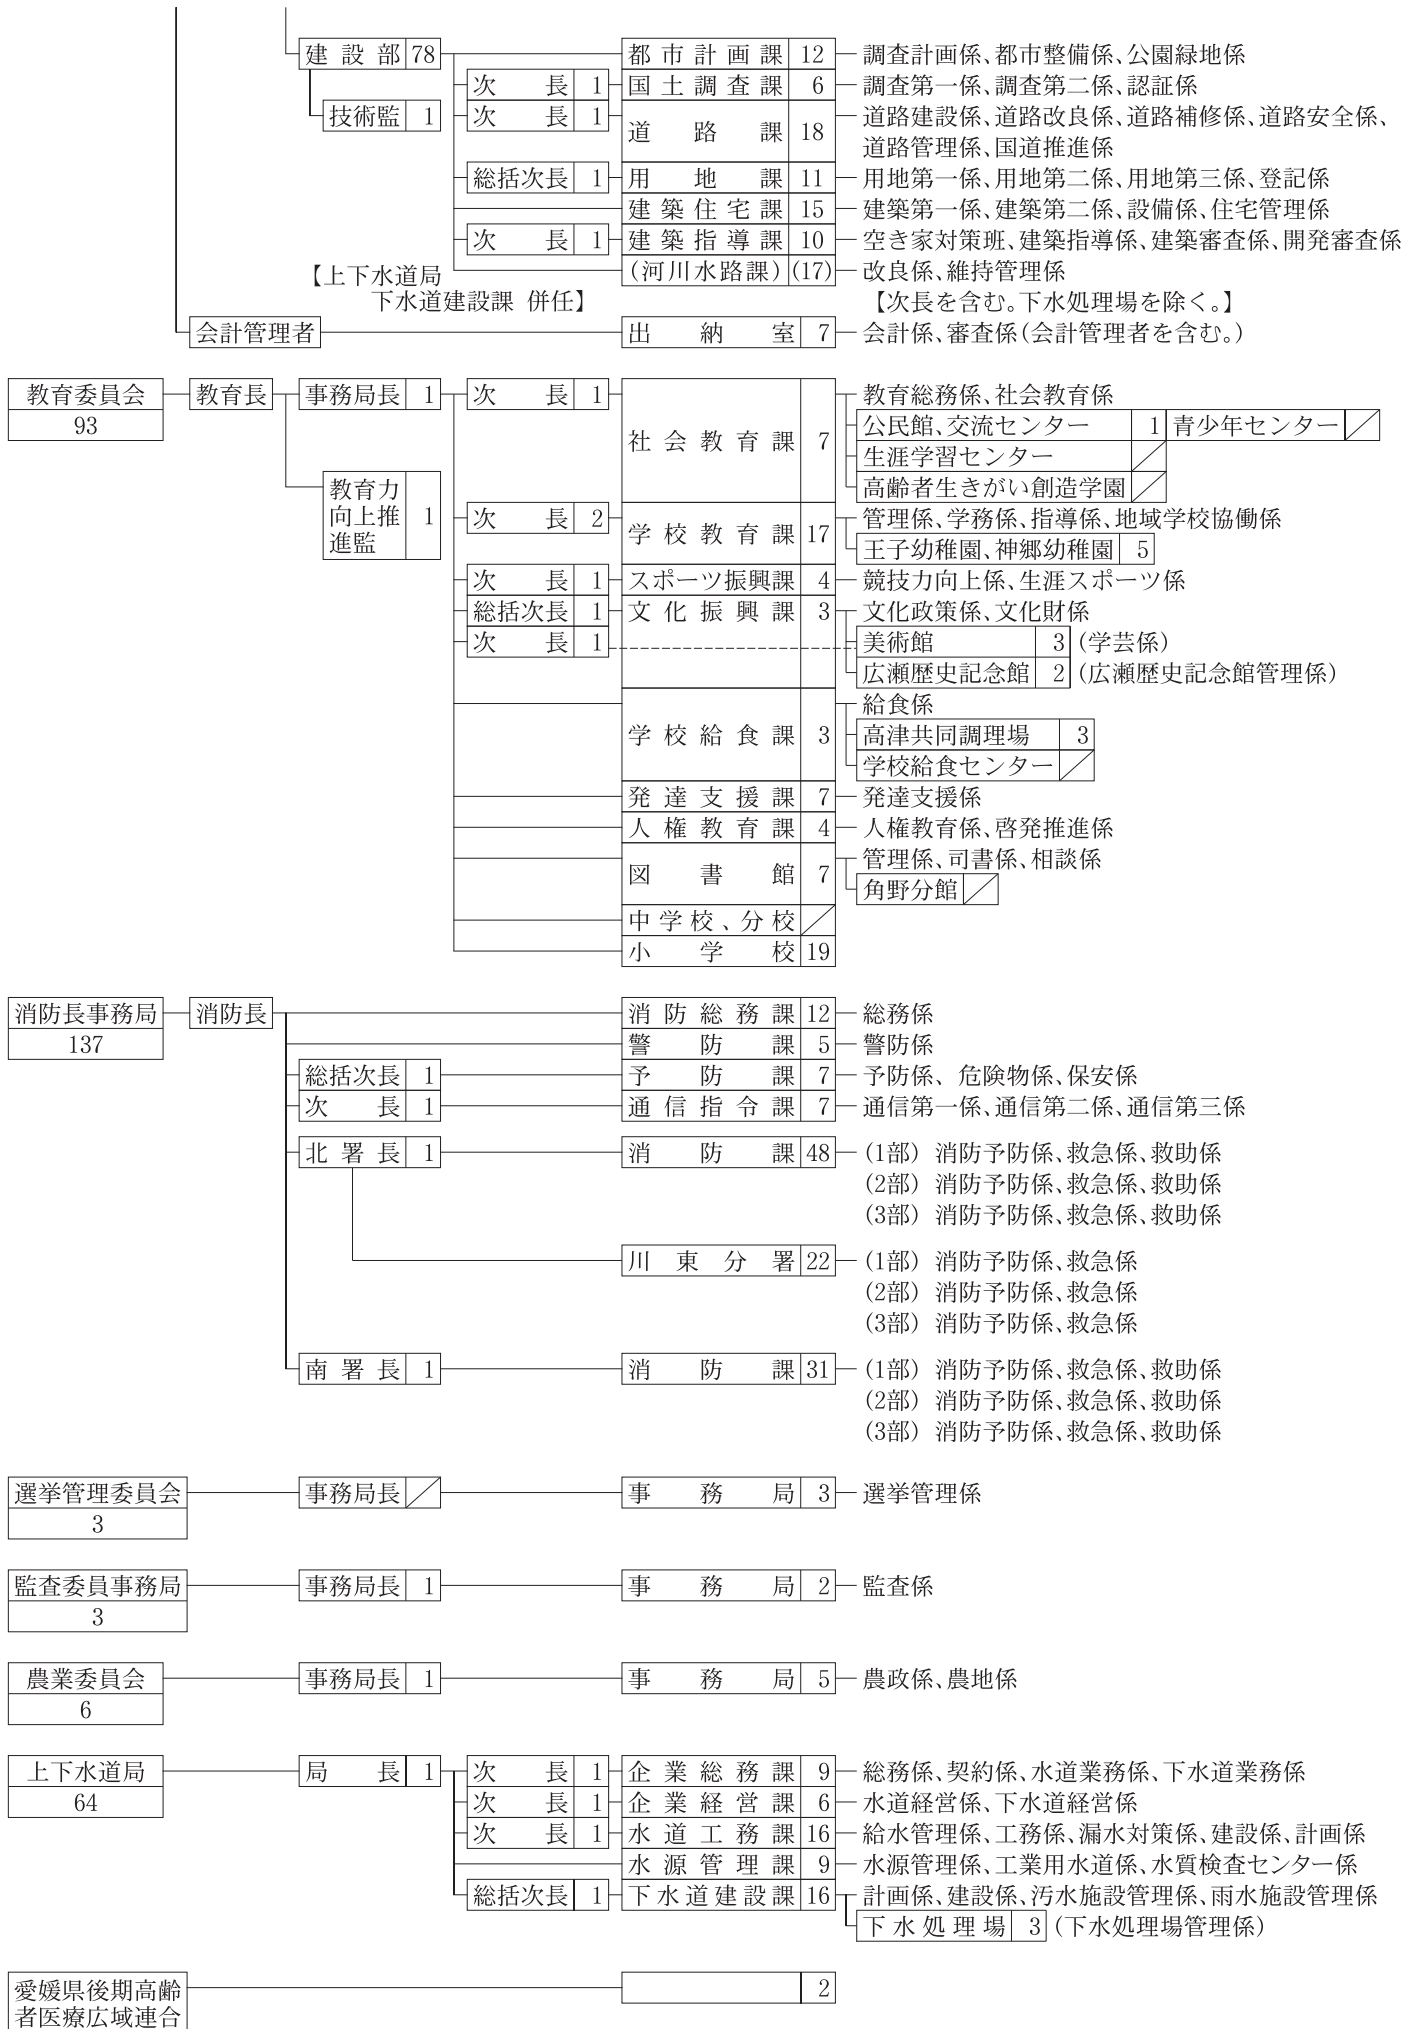 建設部 78 都市計画課 12 調査計画係、都市整備係、公園緑地係
次長 1 国土調査課 6 調査第一係、調査第二係、認証係
技術監 1 次長 1 道路課 18 道路建設係、道路改良係、道路補修係、道路安全係、
道路管理係、国道推進係
総括次長 1 用地課 11 用地第一係、用地第二係、用地第三係、登記係
建築住宅課 15 建築第一係、建築第二係、設備係、住宅管理係
次長 1 建築指導課 10 空き家対策班、建築指導係、建築審査係、開発審査係
(河川水路課) (17) 改良係、維持管理係
【上下水道局
下水道建設課 併任】 【次長を含む。下水処理場を除く。】
会計管理者 出納室 7 会計係、審査係(会計管理者を含む。)
教育委員会 教育長 事務局長 1 次長 1 教育総務係、社会教育係
93 公民館、交流センター 1 青少年センター
社会教育課 7
生涯学習センター
高齢者生きがい創造学園
教育力
向上推
進監 1
次長 2 学校教育課 17 管理係、学務係、指導係、地域学校協働係
王子幼稚園、神郷幼稚園 5
次長 1 スポーツ振興課 4 競技力向上係、生涯スポーツ係
総括次長 1 文化振興課 3 文化政策係、文化財係
次長 1 美術館 3 (学芸係)
広瀬歴史記念館 2 (広瀬歴史記念館管理係)
給食係
学校給食課 3 高津共同調理場 3
学校給食センター
発達支援課 7 発達支援係
人権教育課 4 人権教育係、啓発推進係
図書館 7 管理係、司書係、相談係
角野分館
中学校、分校
小学校 19
消防長事務局 消防長 消防総務課 12 総務係
137 警防課 5 警防係
総括次長 1 予防課 7 予防係、危険物係、保安係
次長 1 通信指令課 7 通信第一係、通信第二係、通信第三係
北署長 1 消防課 48 (1部) 消防予防係、救急係、救助係
(2部) 消防予防係、救急係、救助係
(3部) 消防予防係、救急係、救助係
川東分署 22 (1部) 消防予防係、救急係
(2部) 消防予防係、救急係
(3部) 消防予防係、救急係
南署長 1 消防課 31 (1部) 消防予防係、救急係、救助係
(2部) 消防予防係、救急係、救助係
(3部) 消防予防係、救急係、救助係
選挙管理委員会 事務局長 事務局 3 選挙管理係
3
監査委員事務局 事務局長 1 事務局 2 監査係
3
農業委員会 事務局長 1 事務局 5 農政係、農地係
6
上下水道局 局長 1 次長 1 企業総務課 9 総務係、契約係、水道業務係、下水道業務係
64 次長 1 企業経営課 6 水道経営係、下水道経営係
次長 1 水道工務課 16 給水管理係、工務係、漏水対策係、建設係、計画係
水源管理課 9 水源管理係、工業用水道係、水質検査センター係
総括次長 1 下水道建設課 16 計画係、建設係、汚水施設管理係、雨水施設管理係
下水処理場 3 (下水処理場管理係)
愛媛県後期高齢 2
者医療広域連合